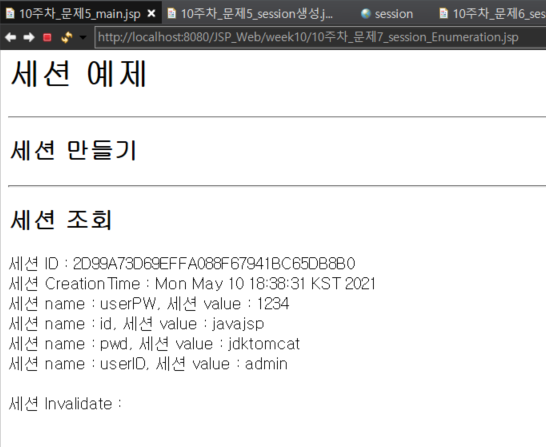 10주차_문제5_main.jsp
10주차_문제5_session생성.j...
session
10주차_문제6_ses
http://localhost:8080/JSP_Web/week10/10주차_문제7_session_Enumeration.jsp
세션 예제
세션 만들기
세션 조회
세션 ID : 2D99A73D69EFFA088F67941BC65DB8B0
세션 CreationTime : Mon May 10 18:38:31 KST 2021
세션 name : userPW, 세션 value : 1234
세션 name : id, 세션 value : javajsp
세션 name : pwd, 세션 value : jdktomcat
세션 name : userID, 세션 value : admin
세션 Invalidate :